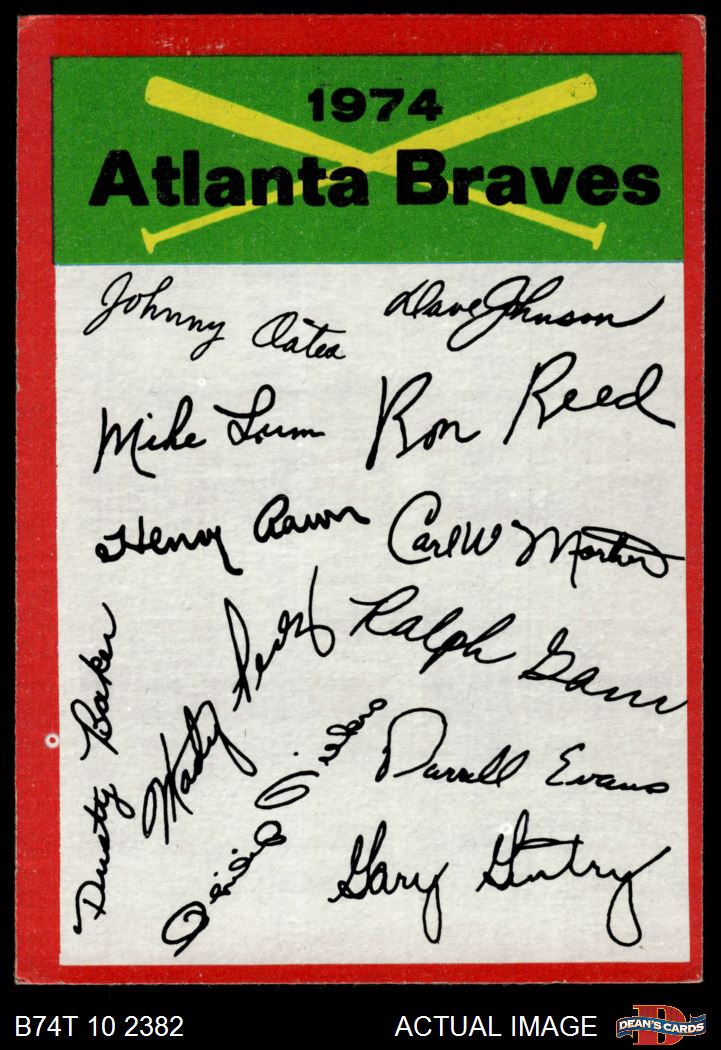 1974
Atlanta Braves
Johnny Oates
Dave Johnson
Mike Lum
Ron Reed
Henry Aaron
Carl W Morton
Ralph Garr
Marty Perez
Dusty Baker
Darrell Evans
Gary Gentry
B74T 10 2382
ACTUAL IMAGE
D
DEAN'S CARDS